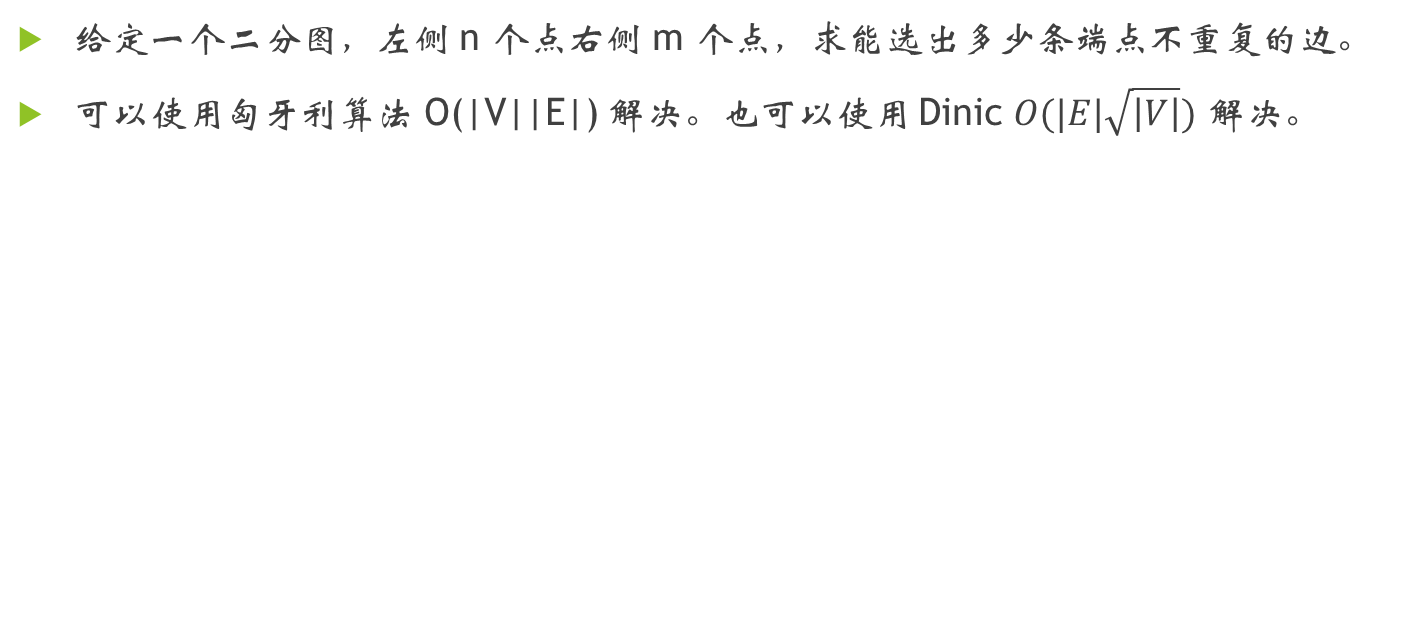 给定一个二分图，左侧 n 个点右侧 m 个点，求能选出多少条端点不重复的边。
可以使用匈牙利算法 O(|V||E|) 解决。也可以使用 Dinic O(|E|√|V|) 解决。